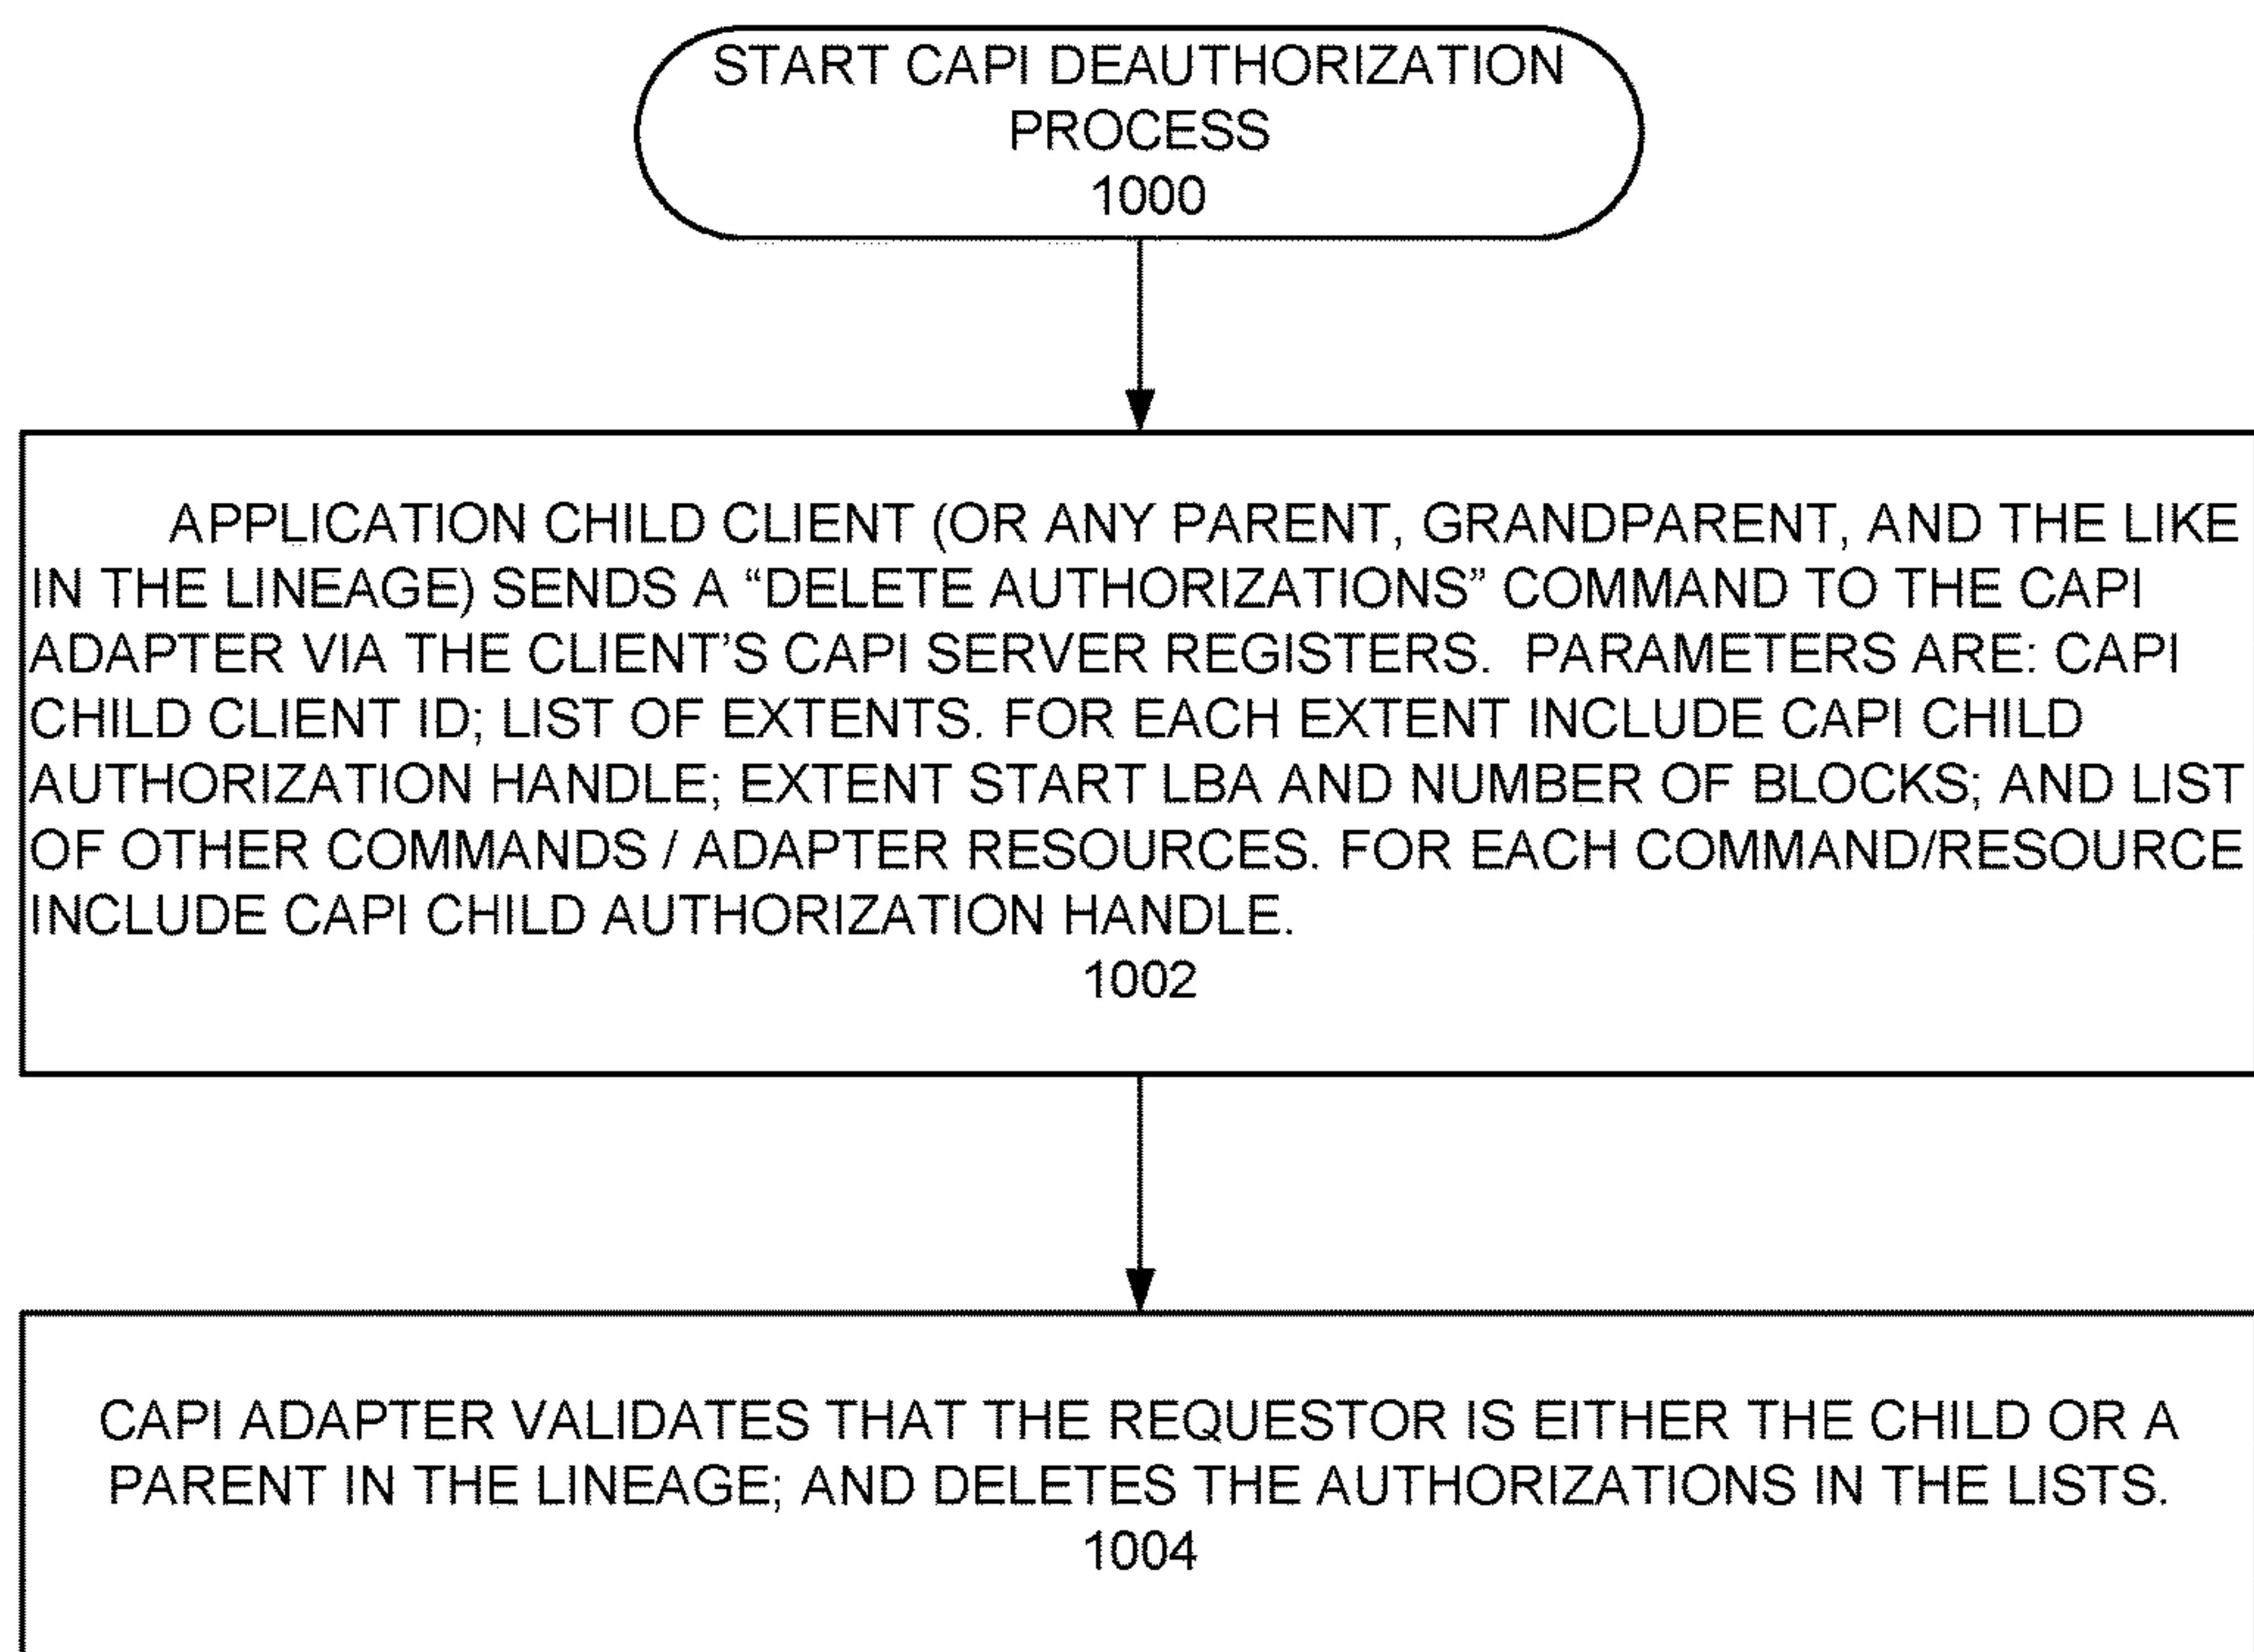 START CAPI DEAUTHORIZATION
PROCESS
1000
APPLICATION CHILD CLIENT (OR ANY PARENT, GRANDPARENT, AND THE LIKE
IN THE LINEAGE) SENDS A “DELETE AUTHORIZATIONS” COMMAND TO THE CAPI
ADAPTER VIA THE CLIENT'S CAPI SERVER REGISTERS. PARAMETERS ARE: CAPI
CHILD CLIENT ID; LIST OF EXTENTS. FOR EACH EXTENT INCLUDE CAPI CHILD
AUTHORIZATION HANDLE; EXTENT START LBA AND NUMBER OF BLOCKS; AND LIST
OF OTHER COMMANDS / ADAPTER RESOURCES. FOR EACH COMMAND/RESOURCE
INCLUDE CAPI CHILD AUTHORIZATION HANDLE.
1002
CAPI ADAPTER VALIDATES THAT THE REQUESTOR IS EITHER THE CHILD OR A
PARENT IN THE LINEAGE; AND DELETES THE AUTHORIZATIONS IN THE LISTS.
1004